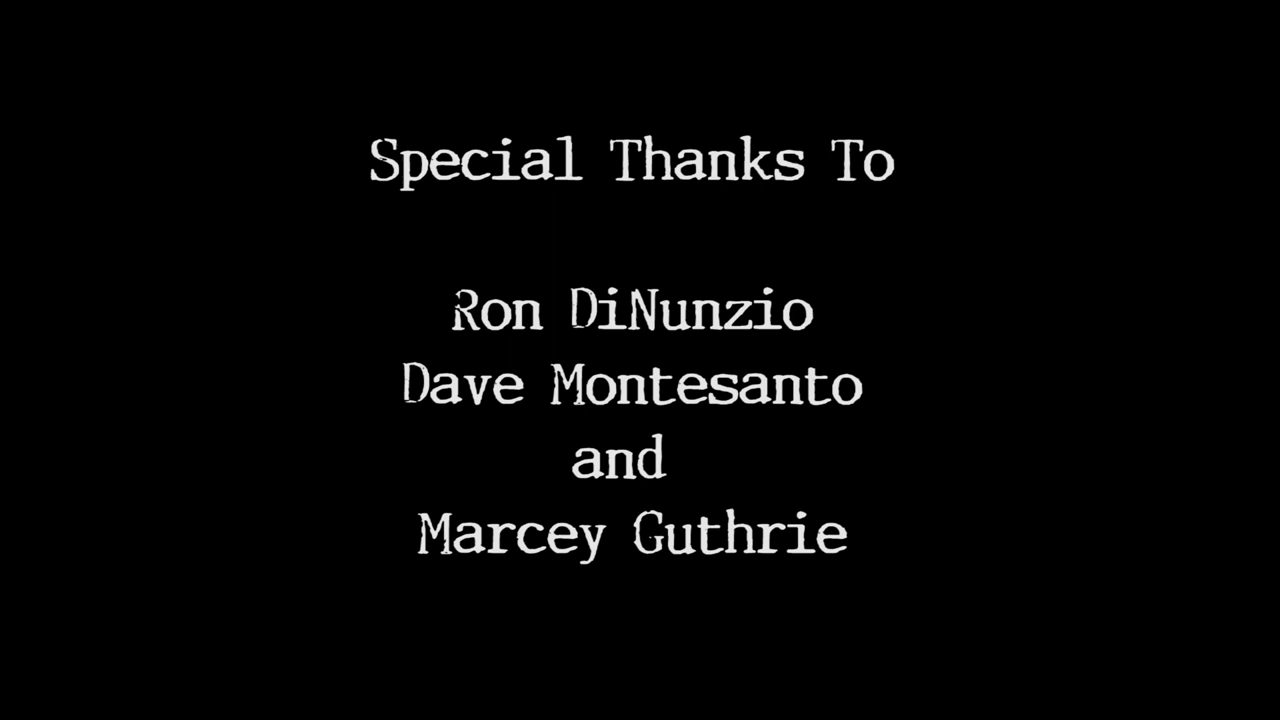 Special Thanks To
Ron DiNunzio
Dave Montesanto
and
Marcey Guthrie